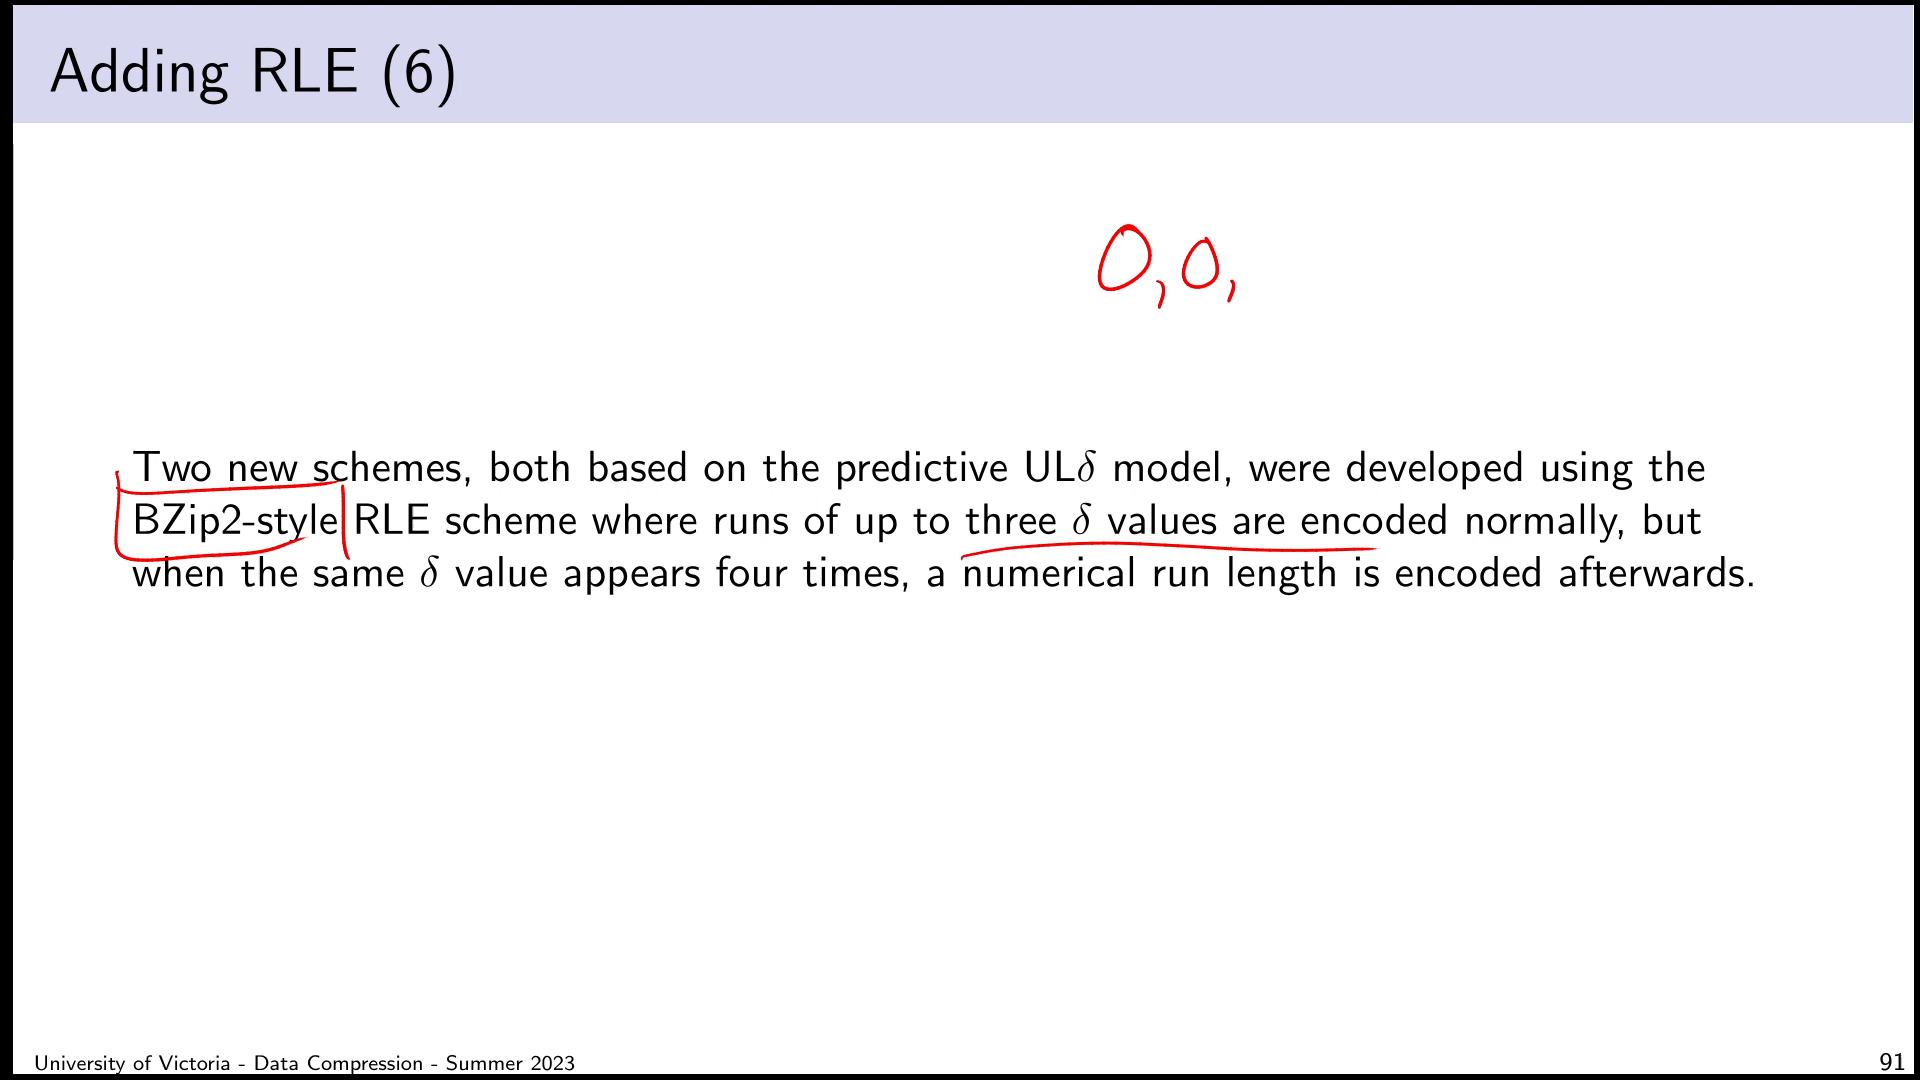 Adding RLE (6)
0,0,
Two new schemes, both based on the predictive ULδ model, were developed using the
BZip2-style RLE scheme where runs of up to three δ values are encoded normally, but
when the same δ value appears four times, a numerical run length is encoded afterwards.
University of Victoria - Data Compression - Summer 2023
91